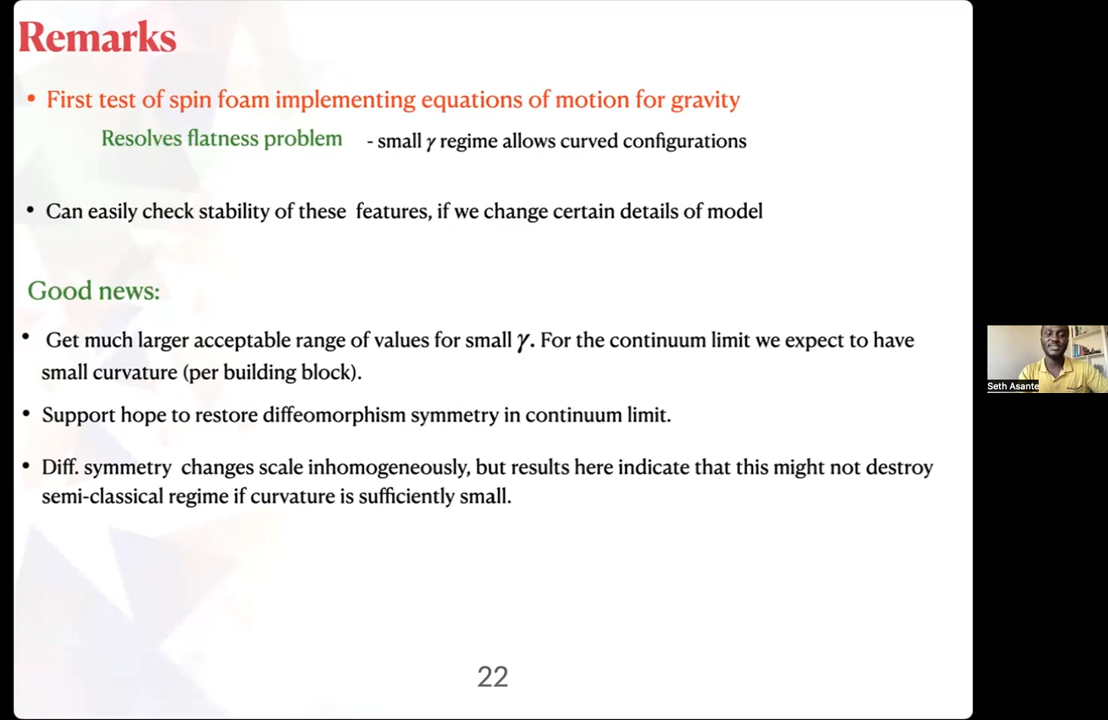 Remarks
• First test of spin foam implementing equations of motion for gravity
Resolves flatness problem - small γ regime allows curved configurations
• Can easily check stability of these features, if we change certain details of model
Good news:
• Get much larger acceptable range of values for small γ. For the continuum limit we expect to have
small curvature (per building block).
• Support hope to restore diffeomorphism symmetry in continuum limit.
• Diff. symmetry changes scale inhomogeneously, but results here indicate that this might not destroy
semi-classical regime if curvature is sufficiently small.
Seth Asante
22